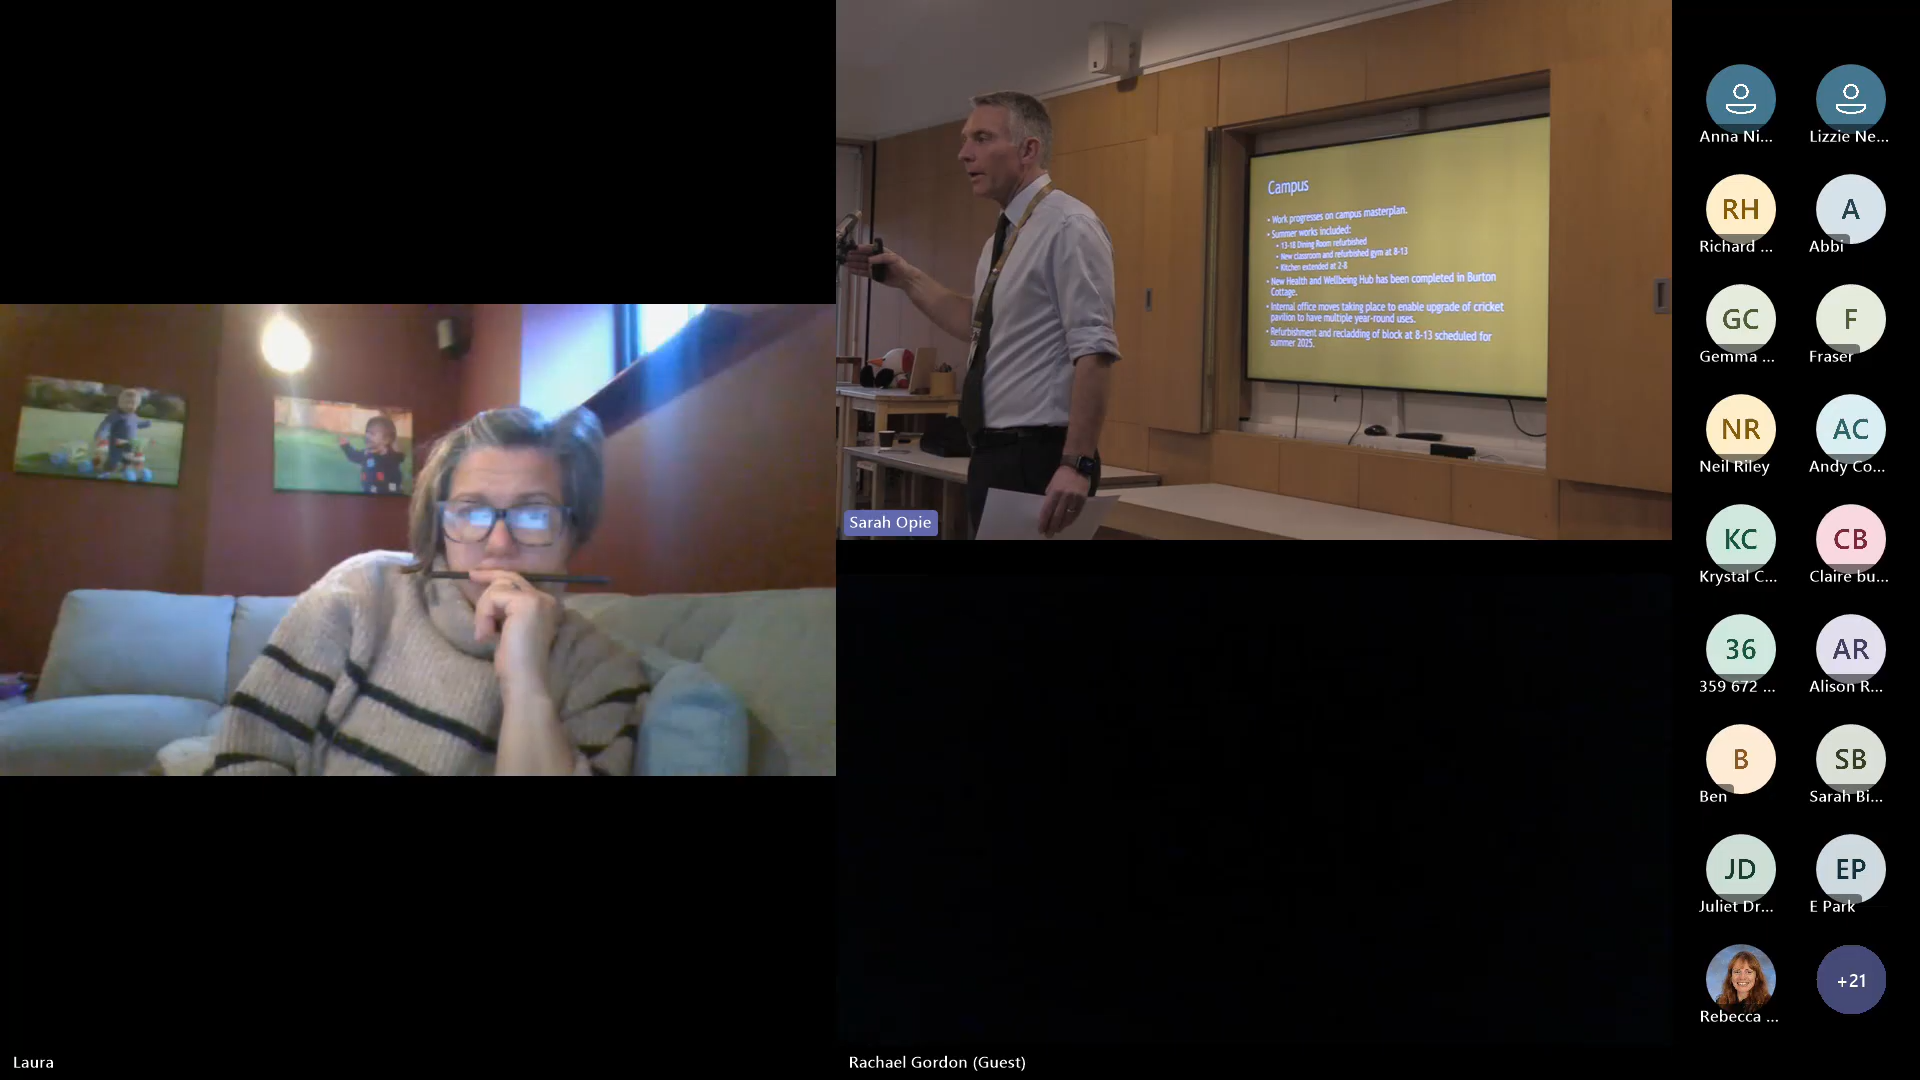 Laura
Campus
• Work progresses on campus masterplan.
• Summer works included:
• 13-18 Dining Room refurbished
• New classroom and refurbished gym at 8-13
• Kitchen extended at 2-8
• New Health and Wellbeing Hub has been completed in Burton
Cottage.
• Internal office moves taking place to enable upgrade of cricket
pavilion to have multiple year-round uses.
• Refurbishment and recladding of block at 8-13 scheduled for
summer 2025.
Sarah Opie
Rachael Gordon (Guest)
Anna Ni...
Lizzie Ne...
RH
Richard ...
A
Abbi
GC
Gemma ...
F
Fraser
NR
Neil Riley
AC
Andy Co...
KC
Krystal C...
CB
Claire bu...
36
359 672 ...
AR
Alison R...
B
Ben
SB
Sarah Bi...
JD
Juliet Dr...
EP
E Park
Rebecca ...
+21